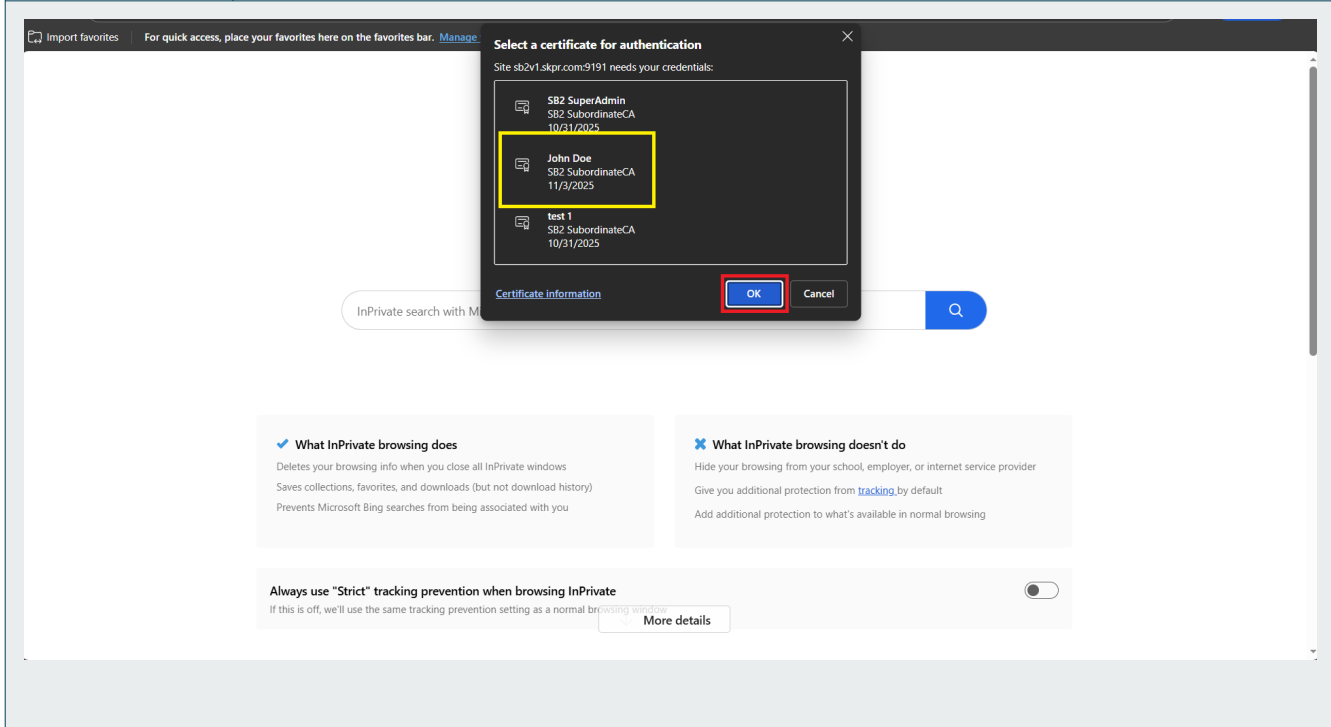 Import favorites
For quick access, place your favorites here on the favorites bar. Manage
Select a certificate for authentication
Site sb2v1.skpr.com:9191 needs your credentials:
SB2 SuperAdmin
SB2 SubordinateCA
10/31/2025
John Doe
SB2 SubordinateCA
11/3/2025
test 1
SB2 SubordinateCA
10/31/2025
Certificate information
OK
Cancel
InPrivate search with M
What InPrivate browsing does
Deletes your browsing info when you close all InPrivate windows
Saves collections, favorites, and downloads (but not download history)
Prevents Microsoft Bing searches from being associated with you
What InPrivate browsing doesn't do
Hide your browsing from your school, employer, or internet service provider
Give you additional protection from tracking by default
Add additional protection to what's available in normal browsing
Always use "Strict" tracking prevention when browsing InPrivate
If this is off, we'll use the same tracking prevention setting as a normal browsing window
More details